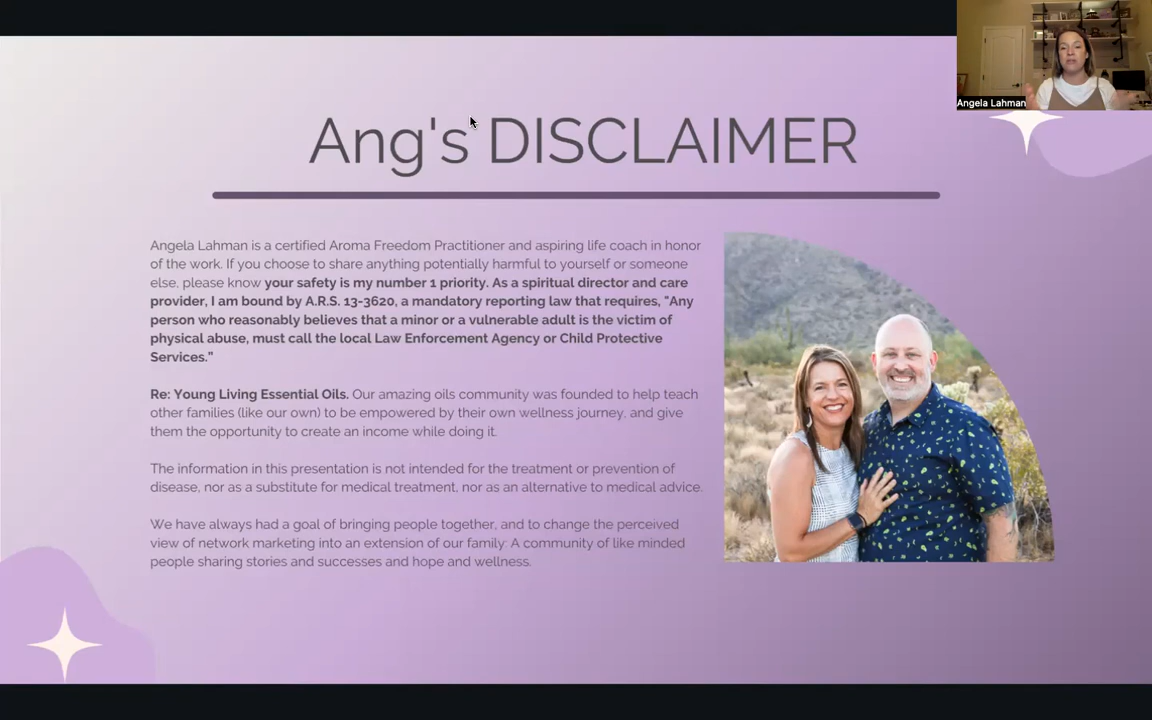 Angela Lahman
Ang's DISCLAIMER
Angela Lahman is a certified Aroma Freedom Practitioner and aspiring life coach in honor
of the work. If you choose to share anything potentially harmful to yourself or someone
else, please know your safety is my number 1 priority. As a spiritual director and care
provider, I am bound by A.R.S. 13-3620, a mandatory reporting law that requires, "Any
person who reasonably believes that a minor or a vulnerable adult is the victim of
physical abuse, must call the local Law Enforcement Agency or Child Protective
Services."
Re: Young Living Essential Oils. Our amazing oils community was founded to help teach
other families (like our own) to be empowered by their own wellness journey, and give
them the opportunity to create an income while doing it.
The information in this presentation is not intended for the treatment or prevention of
disease, nor as a substitute for medical treatment, nor as an alternative to medical advice.
We have always had a goal of bringing people together, and to change the perceived
view of network marketing into an extension of our family: A community of like minded
people sharing stories and successes and hope and wellness.